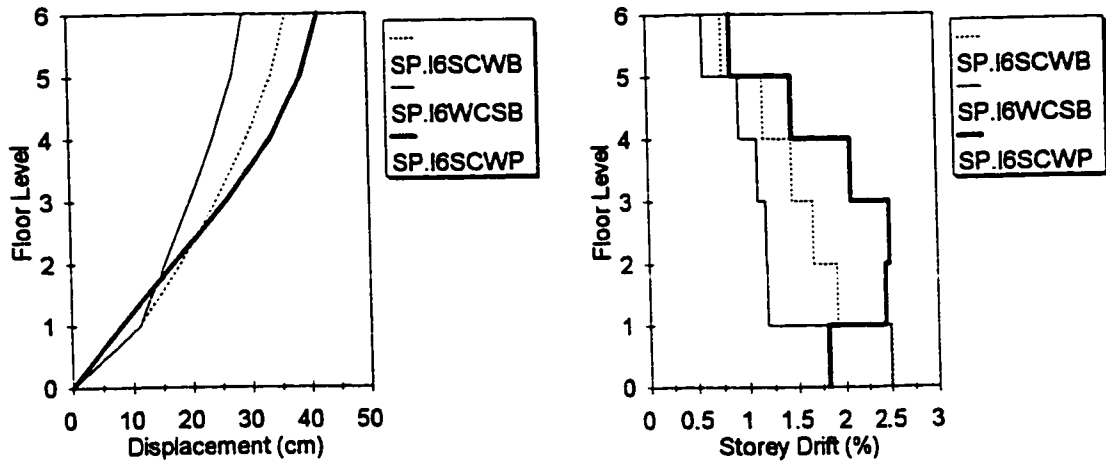 6
5
4
3
2
1
0
Floor Level
0 10 20 30 40 50
Displacement (cm)
SP.I6SCWB
SP.I6WCSB
SP.I6SCWP
6
5
4
3
2
1
0
Floor Level
0 0.5 1 1.5 2 2.5 3
Storey Drift (%)
SP.I6SCWB
SP.I6WCSB
SP.I6SCWP